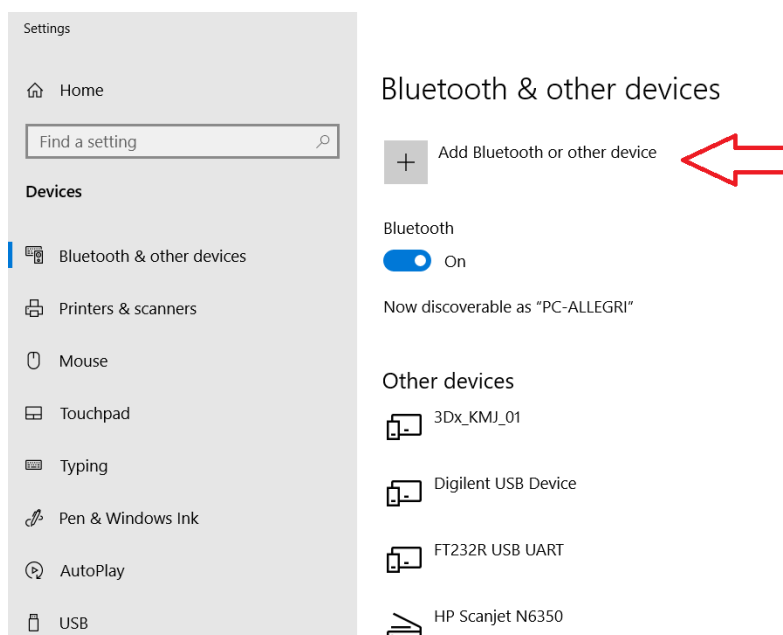 Settings
Home
Find a setting
Devices
Bluetooth & other devices
Printers & scanners
Mouse
Touchpad
Typing
Pen & Windows Ink
AutoPlay
USB
Bluetooth & other devices
Add Bluetooth or other device
Bluetooth
On
Now discoverable as “PC-ALLEGRI”
Other devices
3Dx_KMJ_01
Digilent USB Device
FT232R USB UART
HP Scanjet N6350